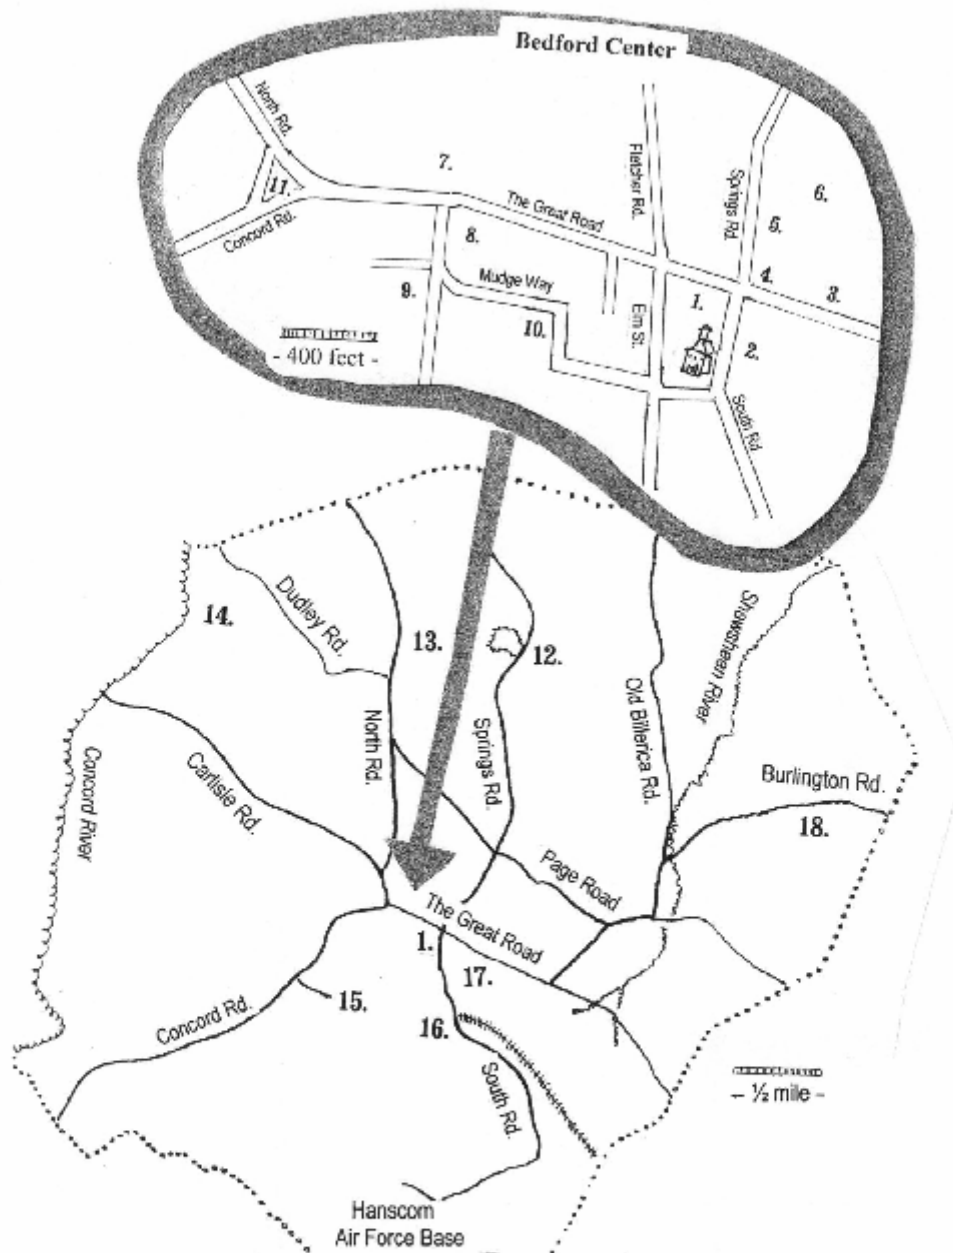 Bedford Center
North Rd.
7.
Fletcher Rd.
Springs Rd.
6.
11.
The Great Road
5.
Concord Rd.
8.
4.
3.
9.
Mudge Way
1.
10.
Elm St.
2.
- 400 feet -
South Rd
14.
Dudley Rd.
13.
12.
Shawsheen River
North Rd.
Springs Rd.
Old Billerica Rd.
Concord River
Carlisle Rd.
Burlington Rd.
18.
Page Road
The Great Road
1.
17.
15.
16.
Concord Rd.
South Rd.
- ½ mile -
Hanscom
Air Force Base